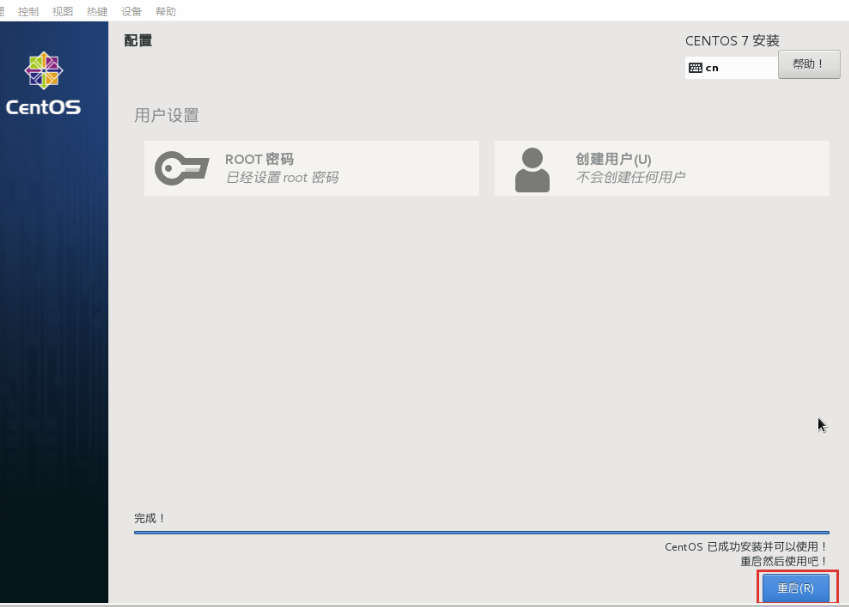 控制 视图 热键 设备 帮助
配置
CENTOS 7 安装
cn
帮助！
CentOS
用户设置
ROOT 密码
已经设置 root 密码
创建用户(U)
不会创建任何用户
完成！
CentOS 已成功安装并可以使用！
重启然后使用吧！
重启(R)